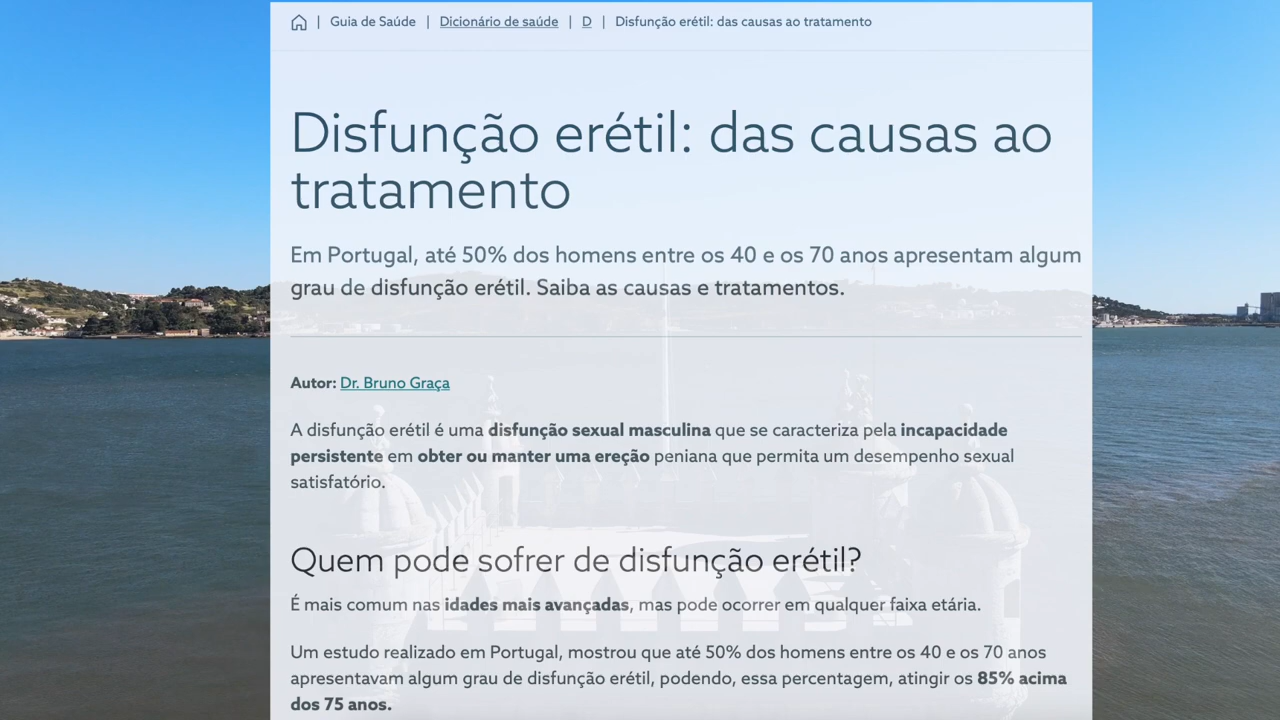 | Guia de Saúde | Dicionário de saúde | D | Disfunção erétil: das causas ao tratamento
Disfunção erétil: das causas ao
tratamento
Em Portugal, até 50% dos homens entre os 40 e os 70 anos apresentam algum
grau de disfunção erétil. Saiba as causas e tratamentos.
Autor: Dr. Bruno Graça
A disfunção erétil é uma disfunção sexual masculina que se caracteriza pela incapacidade
persistente em obter ou manter uma ereção peniana que permita um desempenho sexual
satisfatório.
Quem pode sofrer de disfunção erétil?
É mais comum nas idades mais avançadas, mas pode ocorrer em qualquer faixa etária.
Um estudo realizado em Portugal, mostrou que até 50% dos homens entre os 40 e os 70 anos
apresentavam algum grau de disfunção erétil, podendo, essa percentagem, atingir os 85% acima
dos 75 anos.